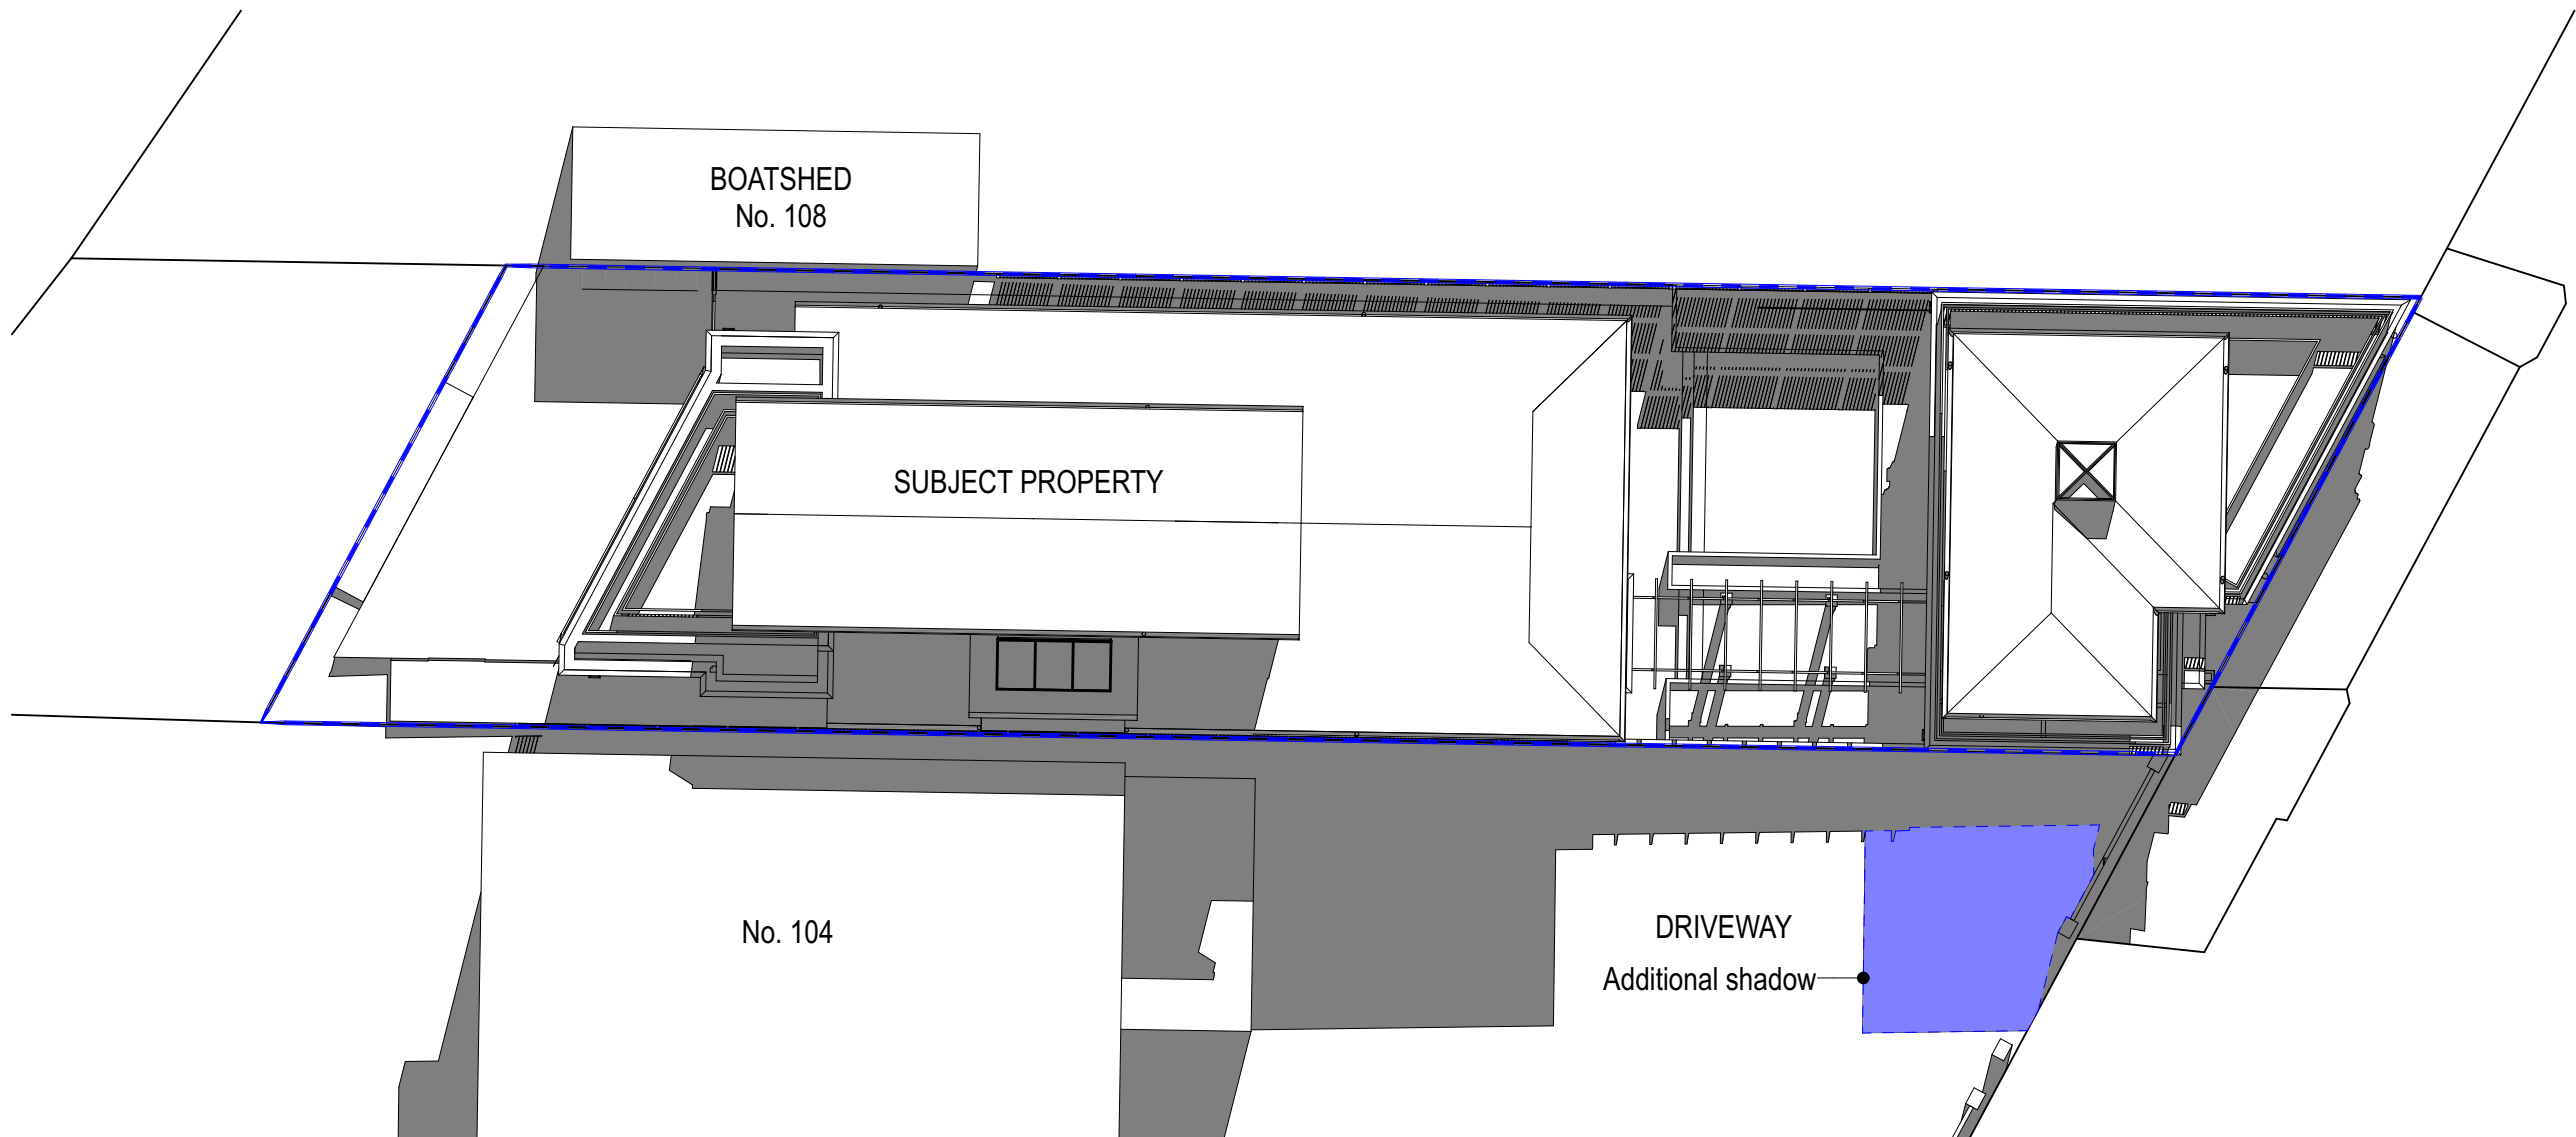 BOATSHED
No. 108
SUBJECT PROPERTY
No. 104
DRIVEWAY
Additional shadow